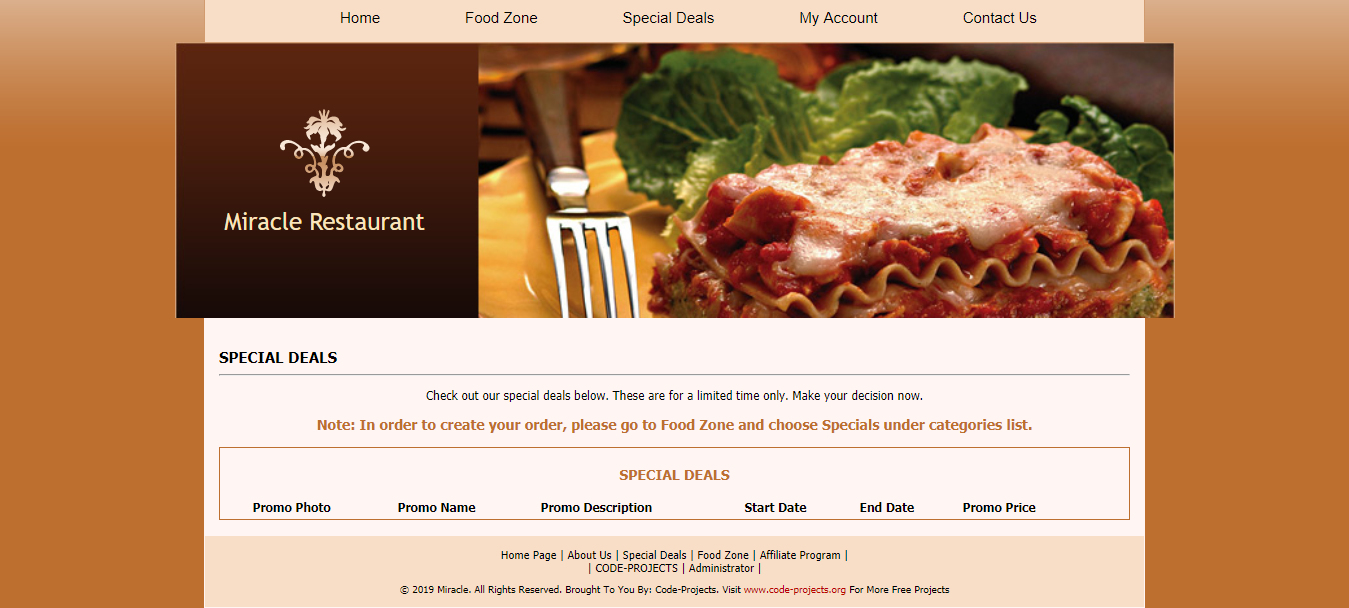 Home Food Zone Special Deals My Account Contact Us
Miracle Restaurant
SPECIAL DEALS
Check out our special deals below. These are for a limited time only. Make your decision now.
Note: In order to create your order, please go to Food Zone and choose Specials under categories list.
SPECIAL DEALS
Promo Photo Promo Name Promo Description Start Date End Date Promo Price
Home Page | About Us | Special Deals | Food Zone | Affiliate Program |
| CODE-PROJECTS | Administrator |
© 2019 Miracle. All Rights Reserved. Brought To You By: Code-Projects. Visit www.code-projects.org For More Free Projects